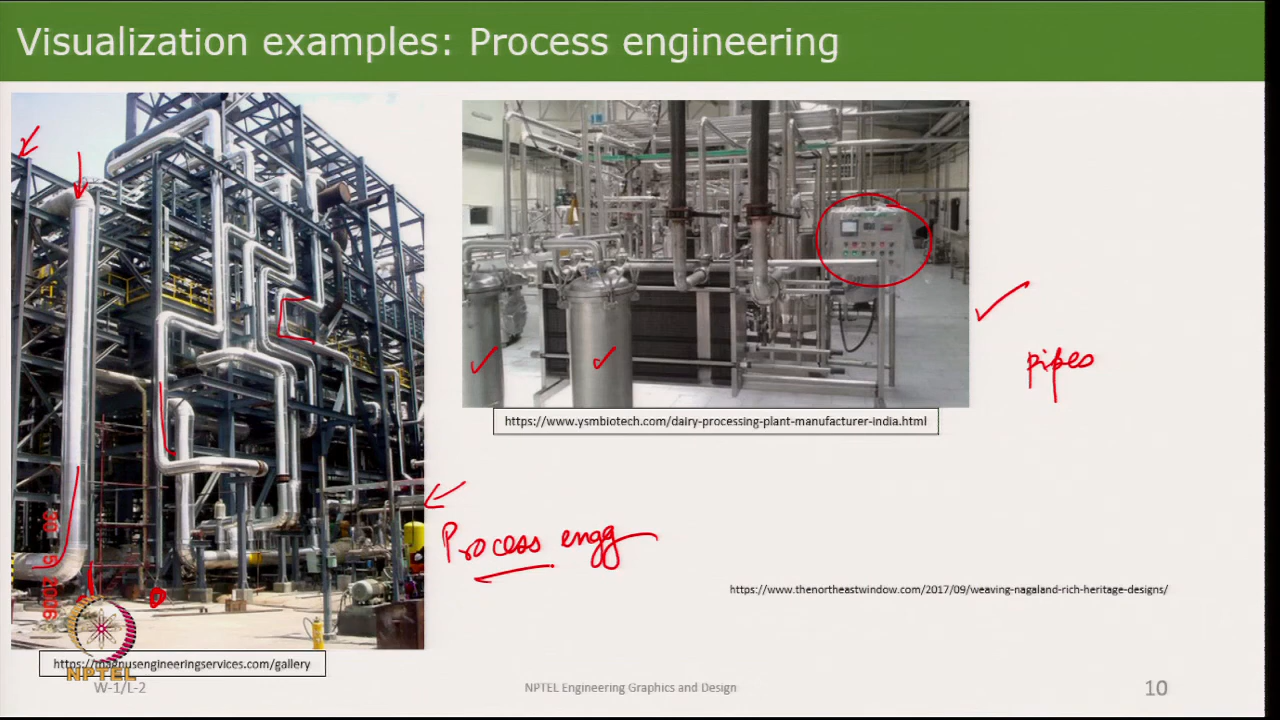 Visualization examples: Process engineering
pipes
https://www.ysmbiotech.com/dairy-processing-plant-manufacturer-india.html
Process engg
https://www.thenortheastwindow.com/2017/09/weaving-nagaland-rich-heritage-designs/
https://magnusengineeringservices.com/gallery
NPTEL
W-1/L-2
NPTEL Engineering Graphics and Design
10